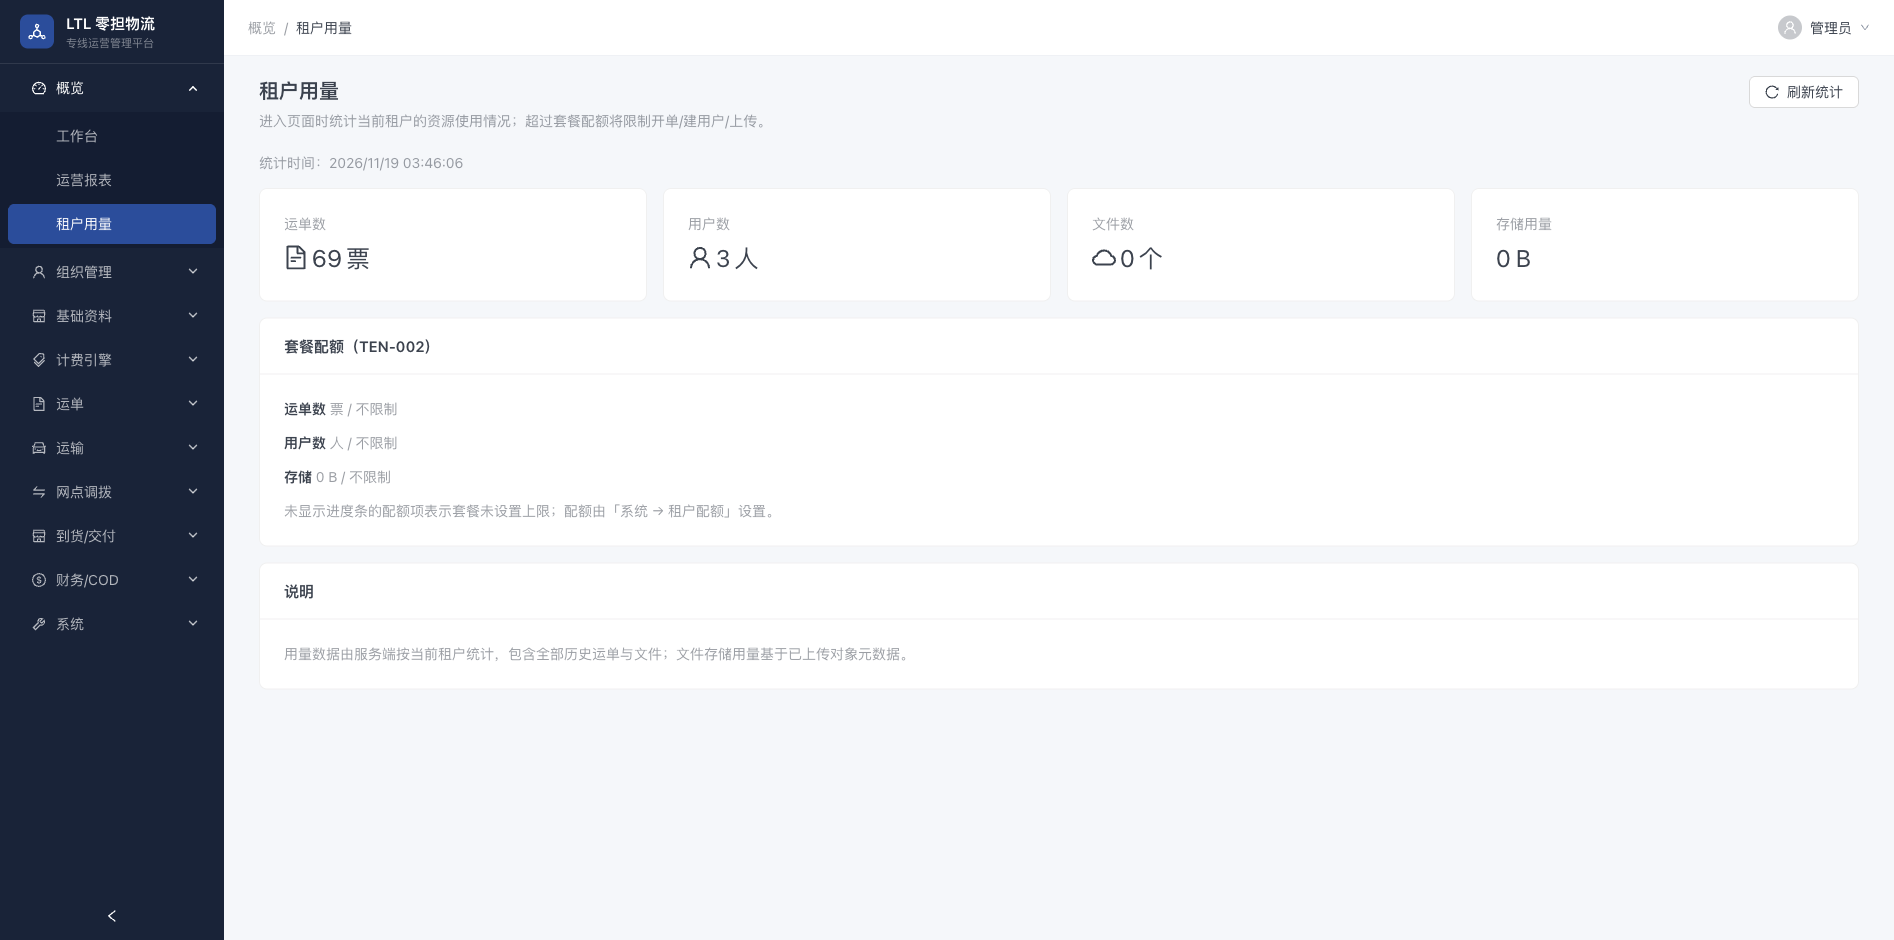 LTL 零担物流
专线运营管理平台
概览
工作台
运营报表
租户用量
组织管理
基础资料
计费引擎
运单
运输
网点调拨
到货/交付
财务/COD
系统
概览 / 租户用量
管理员
租户用量
刷新统计
进入页面时统计当前租户的资源使用情况；超过套餐配额将限制开单/建用户/上传。
统计时间：2026/11/19 03:46:06
运单数
69 票
用户数
3 人
文件数
0 个
存储用量
0 B
套餐配额（TEN-002）
运单数 票 / 不限制
用户数 人 / 不限制
存储 0 B / 不限制
未显示进度条的配额项表示套餐未设置上限；配额由「系统 → 租户配额」设置。
说明
用量数据由服务端按当前租户统计，包含全部历史运单与文件；文件存储用量基于已上传对象元数据。